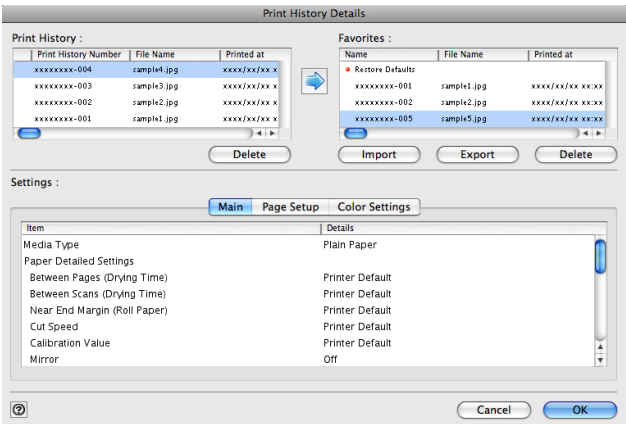 Print History Details
Print History :
Print History Number File Name Printed at
xxxxxxxx-004 sample4.jpg xxxx/xx/xx x
xxxxxxxx-003 sample3.jpg xxxx/xx/xx x
xxxxxxxx-002 sample2.jpg xxxx/xx/xx x
xxxxxxxx-001 sample1.jpg xxxx/xx/xx x
Delete
Favorites :
Name File Name Printed at
Restore Defaults
xxxxxxxx-001 sample1.jpg xxxx/xx/xx xx:xx
xxxxxxxx-002 sample2.jpg xxxx/xx/xx xx:xx
xxxxxxxx-005 sample5.jpg xxxx/xx/xx xx:xx
Import Export Delete
Settings :
Main Page Setup Color Settings
Item Details
Media Type Plain Paper
Paper Detailed Settings
Between Pages (Drying Time) Printer Default
Between Scans (Drying Time) Printer Default
Near End Margin (Roll Paper) Printer Default
Cut Speed Printer Default
Calibration Value Printer Default
Mirror Off
? Cancel OK